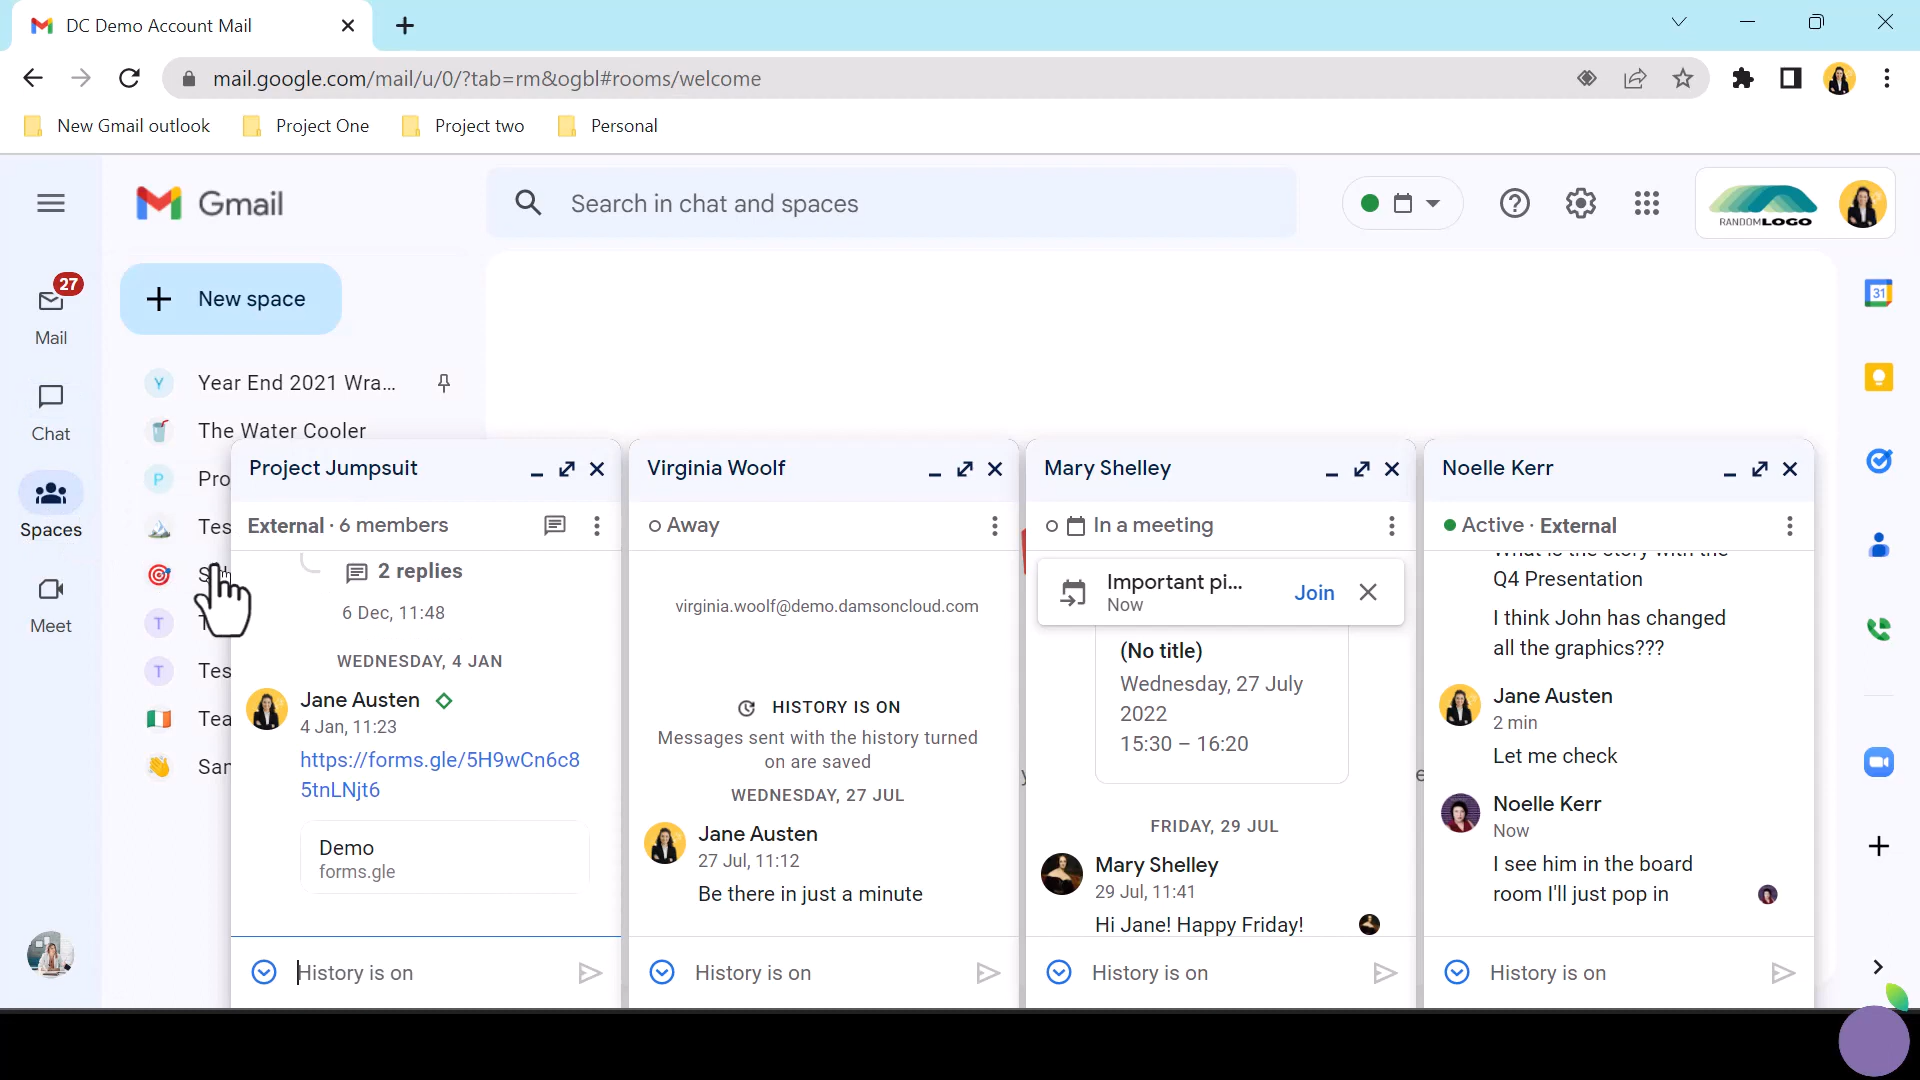 DC Demo Account Mail
mail.google.com/mail/u/0/?tab=rm&ogbl#rooms/welcome
New Gmail outlook
Project One
Project two
Personal
Gmail
Search in chat and spaces
RANDOMLOGO
27
Mail
Chat
Spaces
Meet
New space
Y Year End 2021 Wra...
The Water Cooler
P Pro
Tes
T
T Tes
Tea
Sar
31
Project Jumpsuit
External · 6 members
2 replies
6 Dec, 11:48
WEDNESDAY, 4 JAN
Jane Austen
4 Jan, 11:23
https://forms.gle/5H9wCn6c8
5tnLNjt6
Demo
forms.gle
History is on
Virginia Woolf
Away
virginia.woolf@demo.damsoncloud.com
HISTORY IS ON
Messages sent with the history turned
on are saved
WEDNESDAY, 27 JUL
Jane Austen
27 Jul, 11:12
Be there in just a minute
History is on
Mary Shelley
In a meeting
Important pi...
Now
Join
(No title)
Wednesday, 27 July
2022
15:30 – 16:20
FRIDAY, 29 JUL
Mary Shelley
29 Jul, 11:41
Hi Jane! Happy Friday!
History is on
Noelle Kerr
Active · External
What is the story with the
Q4 Presentation
I think John has changed
all the graphics???
Jane Austen
2 min
Let me check
Noelle Kerr
Now
I see him in the board
room I'll just pop in
History is on